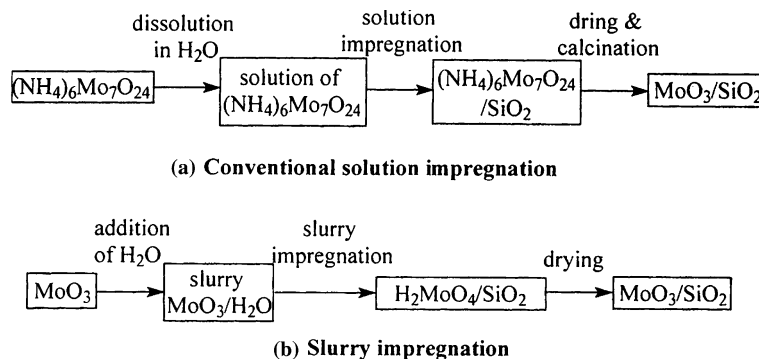 dissolution
in H2O
solution
impregnation
dring &
calcination
(NH4)6Mo7O24
solution of
(NH4)6Mo7O24
(NH4)6Mo7O24
/SiO2
MoO3/SiO2
(a) Conventional solution impregnation
addition
of H2O
slurry
impregnation
drying
MoO3
slurry
MoO3/H2O
H2MoO4/SiO2
MoO3/SiO2
(b) Slurry impregnation